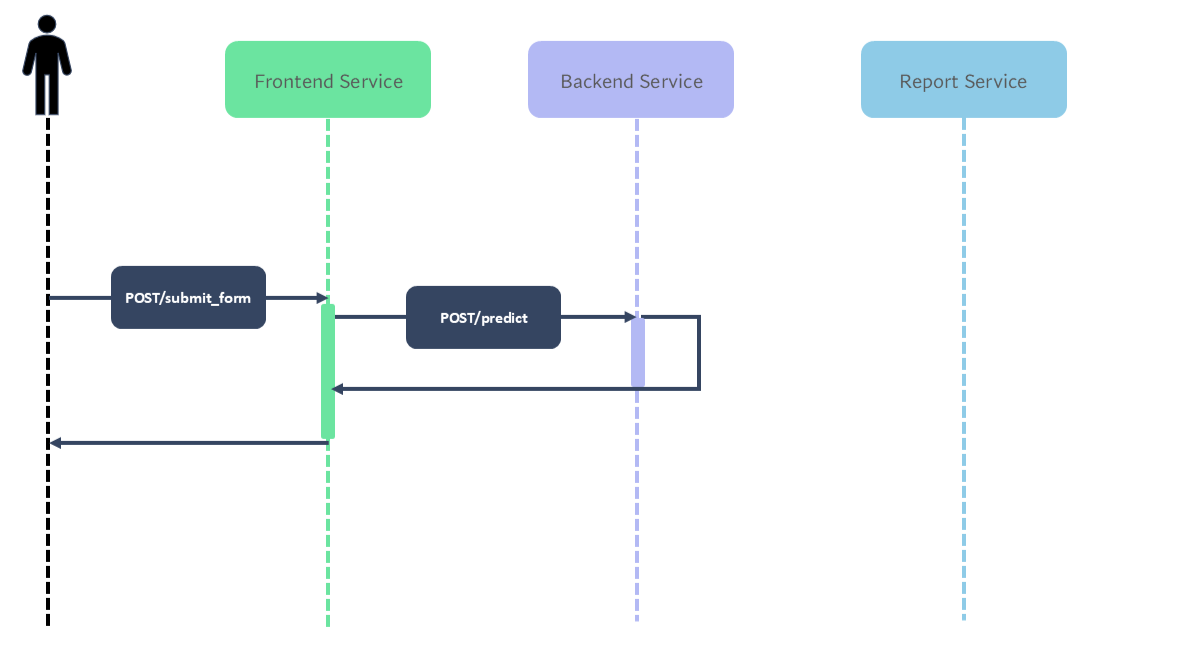 Frontend Service
Backend Service
Report Service
POST/submit_form
POST/predict